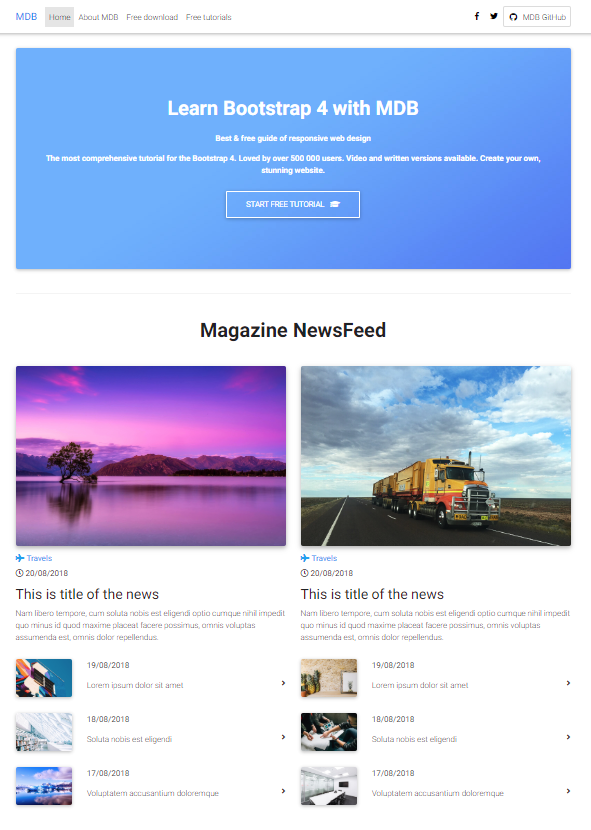 MDB Home About MDB Free download Free tutorials MDB GitHub
Learn Bootstrap 4 with MDB
Best & free guide of responsive web design
The most comprehensive tutorial for the Bootstrap 4. Loved by over 500 000 users. Video and written versions available. Create your own,
stunning website.
START FREE TUTORIAL
Magazine NewsFeed
Travels
20/08/2018
This is title of the news
Nam libero tempore, cum soluta nobis est eligendi optio cumque nihil impedit
quo minus id quod maxime placeat facere possimus, omnis voluptas
assumenda est, omnis dolor repellendus.
19/08/2018
Lorem ipsum dolor sit amet
18/08/2018
Soluta nobis est eligendi
17/08/2018
Voluptatem accusantium doloremque
Travels
20/08/2018
This is title of the news
Nam libero tempore, cum soluta nobis est eligendi optio cumque nihil impedit
quo minus id quod maxime placeat facere possimus, omnis voluptas
assumenda est, omnis dolor repellendus.
19/08/2018
Lorem ipsum dolor sit amet
18/08/2018
Soluta nobis est eligendi
17/08/2018
Voluptatem accusantium doloremque